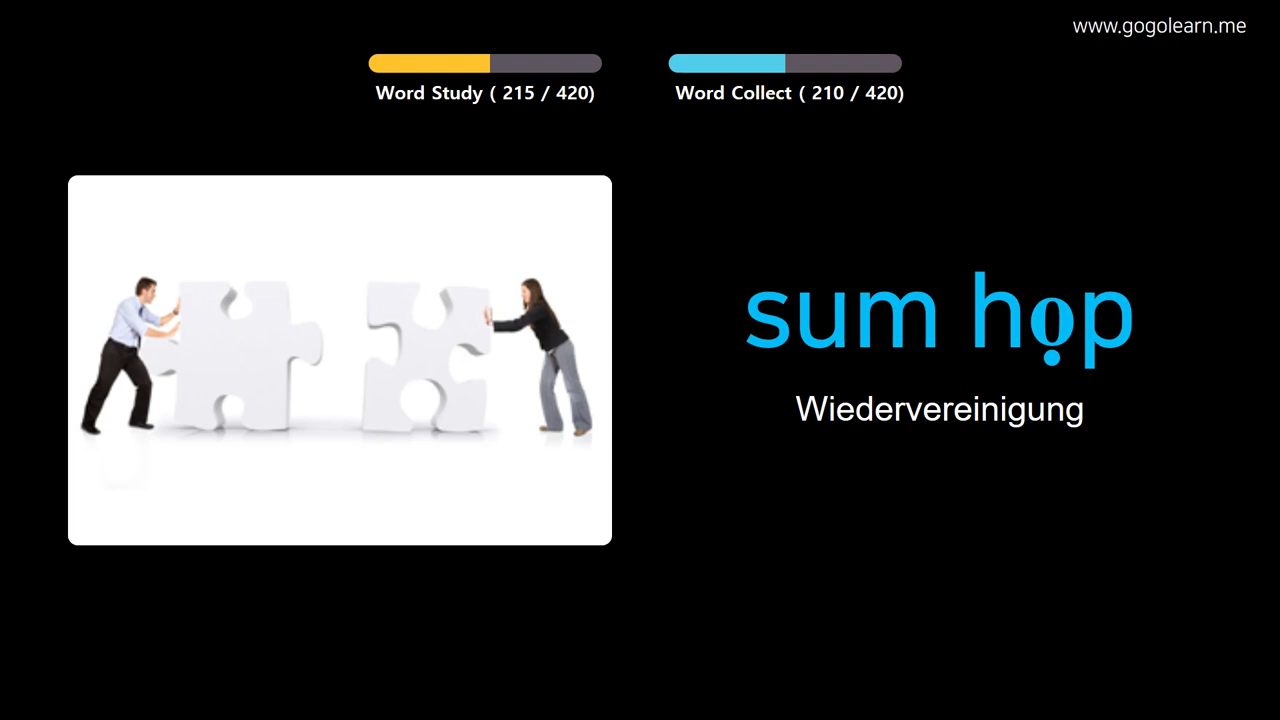 www.gogolearn.me
Word Study ( 215 / 420)
Word Collect ( 210 / 420)
sum họp
Wiedervereinigung